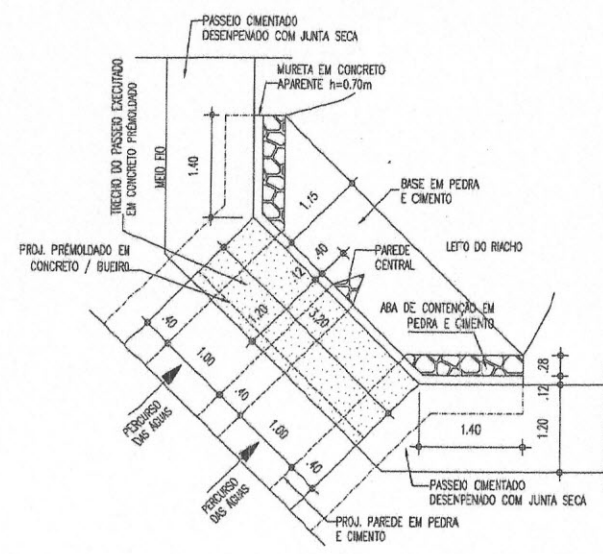 PASSEIO CIMENTADO
DESENPENADO COM JUNTA SECA
MURETA EM CONCRETO
APARENTE h=0.70m
TRECHO DO PASSEIO EXECUTADO
EM CONCRETO PRÉMOLDADO
MEIO FIO
1.40
1.15
BASE EM PEDRA
E CIMENTO
LEITO DO RIACHO
.40
PAREDE
CENTRAL
PROJ. PRÉMOLDADO EM
CONCRETO / BUEIRO
.12
1.20
3.20
ABA DE CONTENÇÃO EM
PEDRA E CIMENTO
.40
1.00
.40
1.00
.40
PERCURSO
DAS ÁGUAS
PERCURSO
DAS ÁGUAS
.28
.12
1.20
1.40
PASSEIO CIMENTADO
DESENPENADO COM JUNTA SECA
PROJ. PAREDE EM PEDRA
E CIMENTO